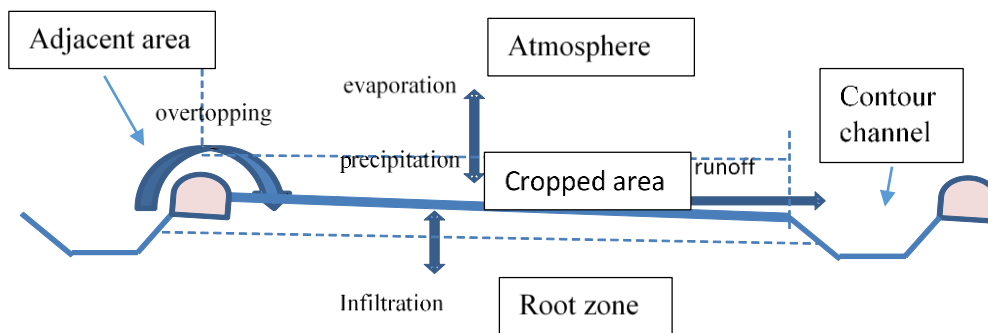 Adjacent area
Atmosphere
evaporation
Contour
channel
overtopping
precipitation
Cropped area
runoff
Infiltration
Root zone